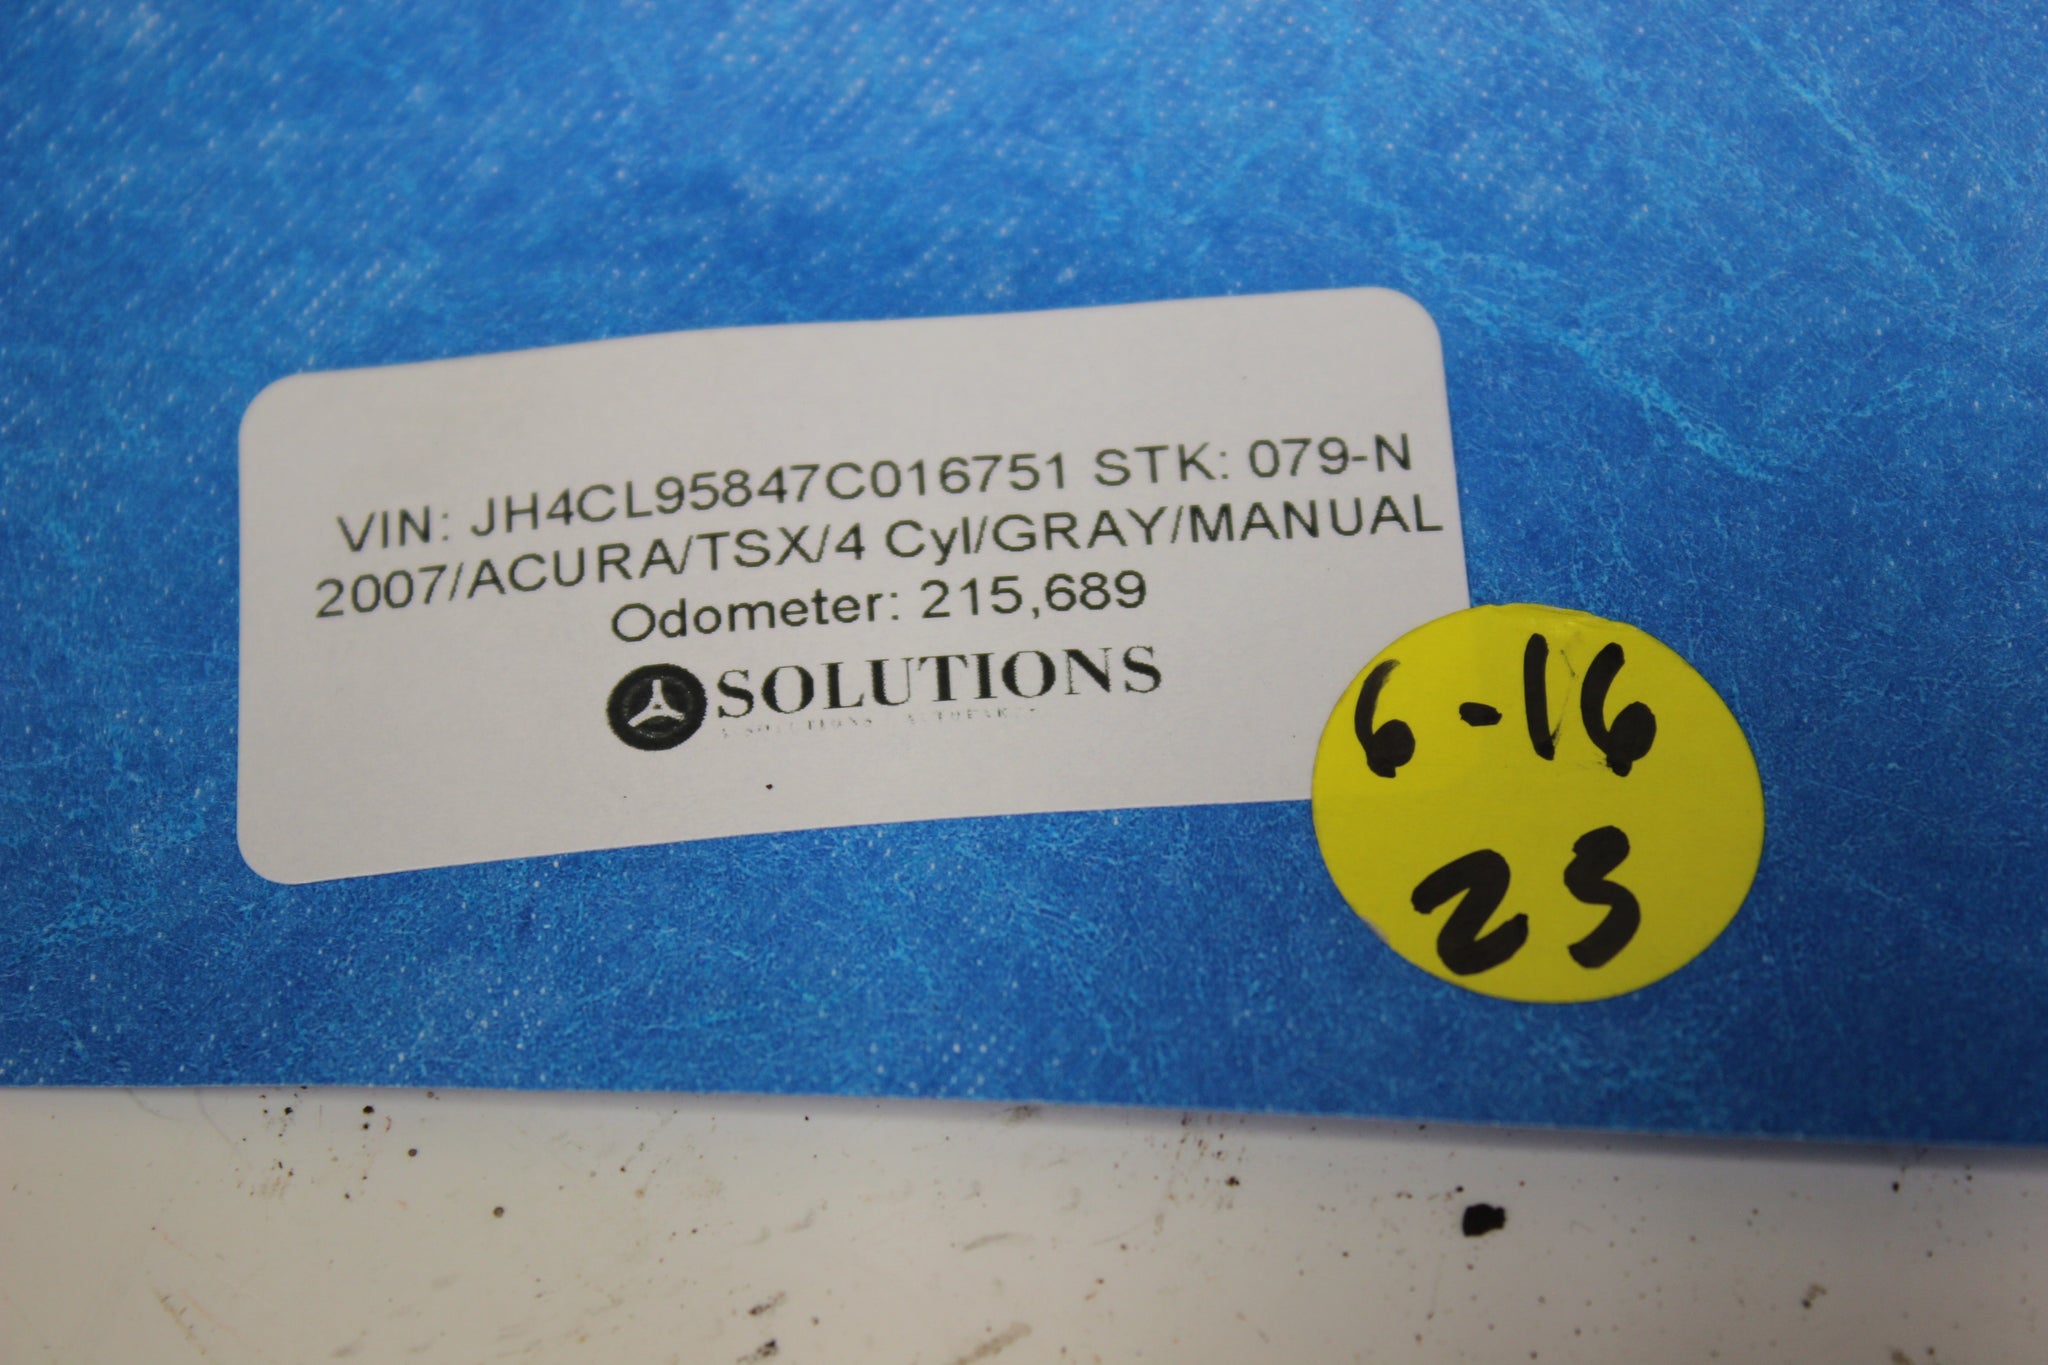 VIN: JH4CL95847C016751 STK: 079-N
2007/ACURA/TSX/4 Cyl/GRAY/MANUAL
Odometer: 215,689
SOLUTIONS
6-16
23